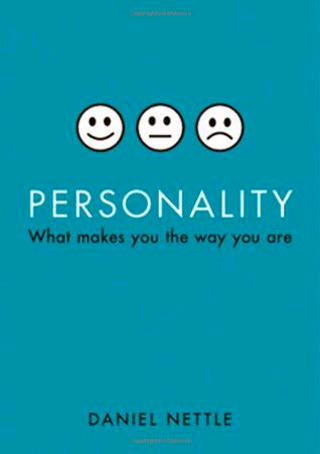 PERSONALITY
What makes you the way you are
DANIEL NETTLE